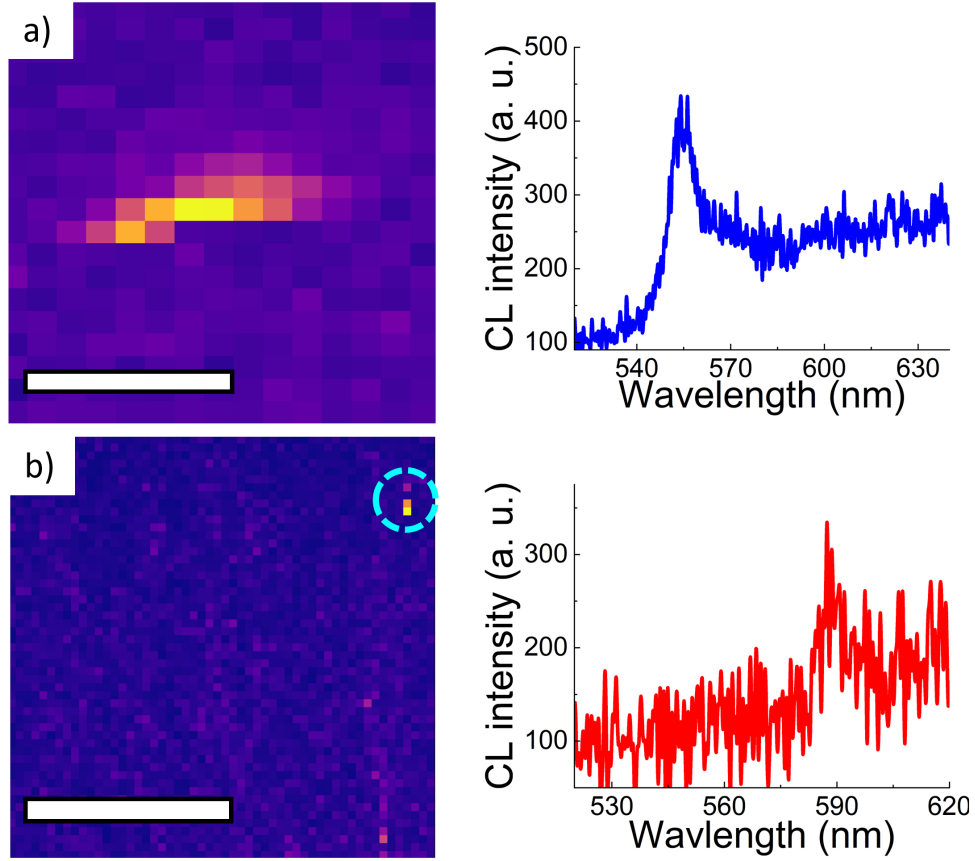 a)
500
400
300
200
100
CL intensity (a. u.)
540 570 600 630
Wavelength (nm)
b)
300
200
100
CL intensity (a. u.)
530 560 590 620
Wavlength (nm)